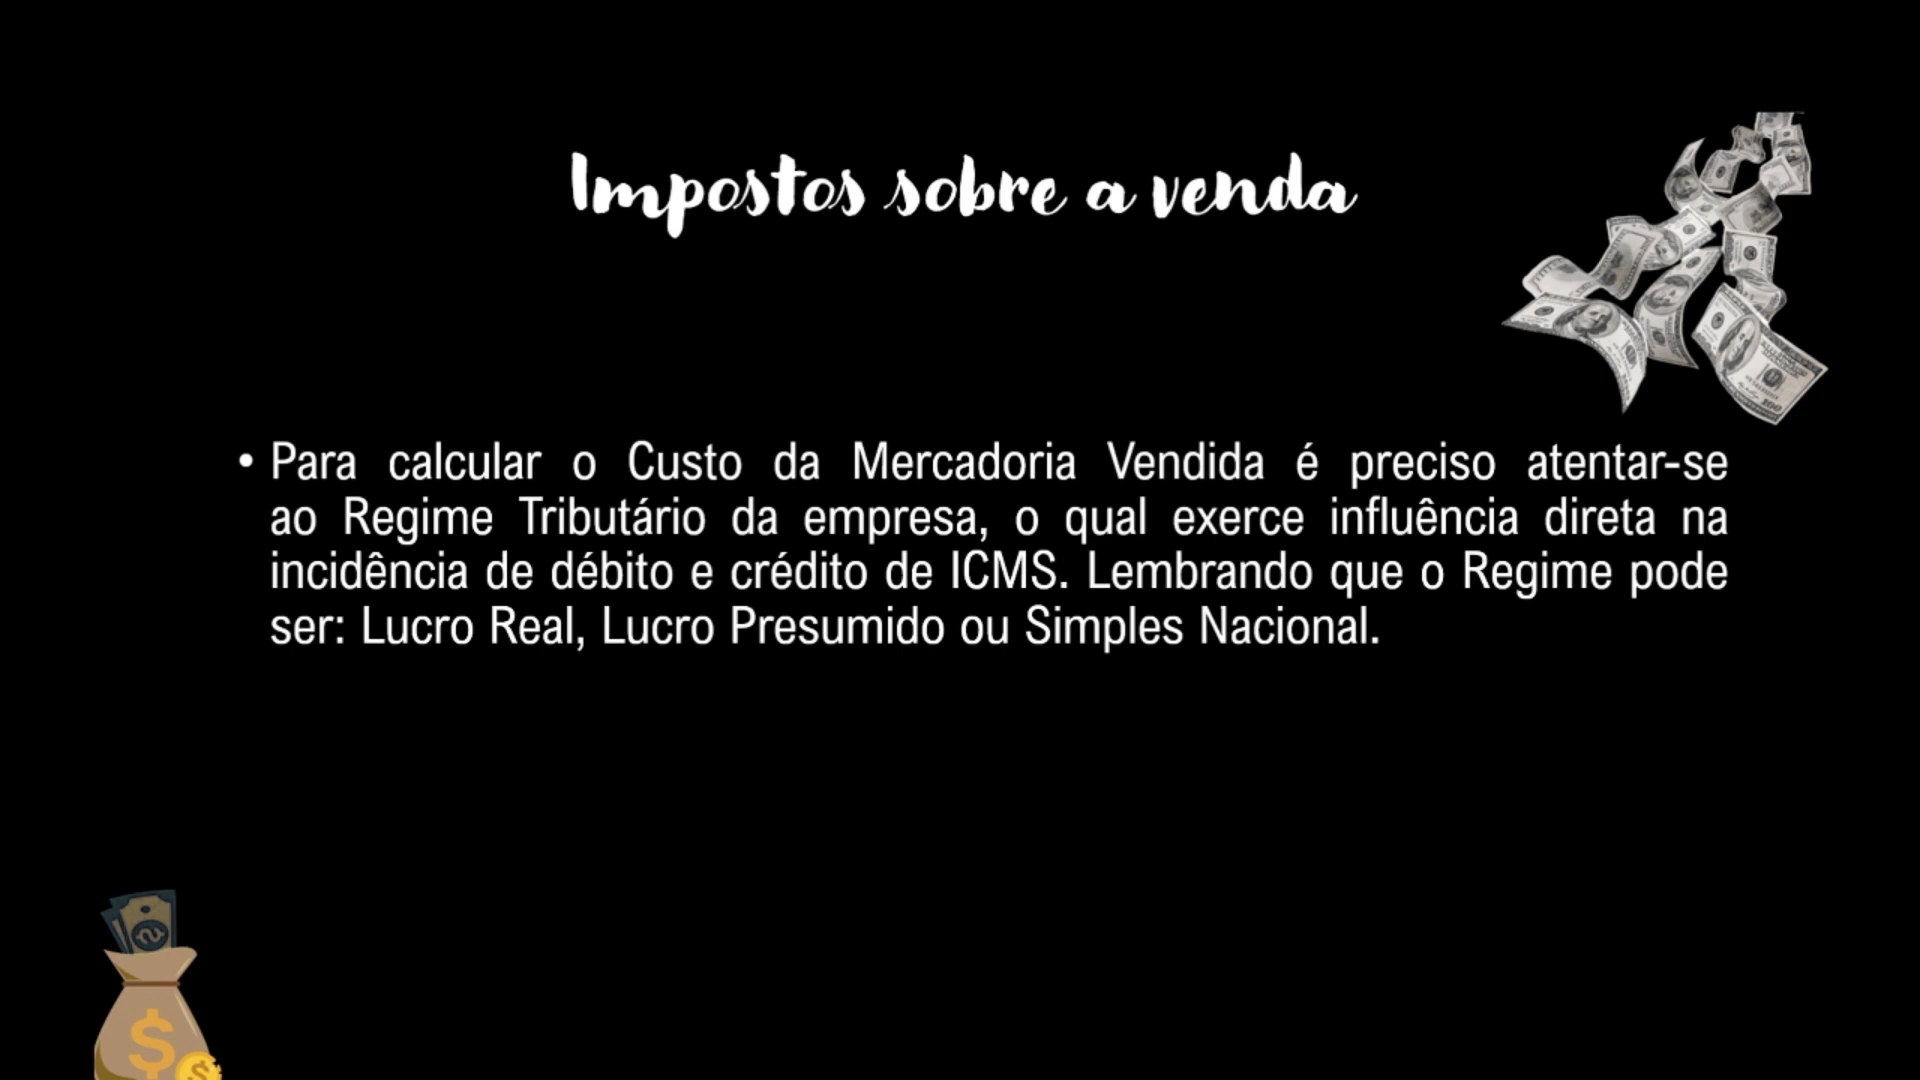 Impostos sobre a venda
• Para calcular o Custo da Mercadoria Vendida é preciso atentar-se
ao Regime Tributário da empresa, o qual exerce influência direta na
incidência de débito e crédito de ICMS. Lembrando que o Regime pode
ser: Lucro Real, Lucro Presumido ou Simples Nacional.
100
$
$